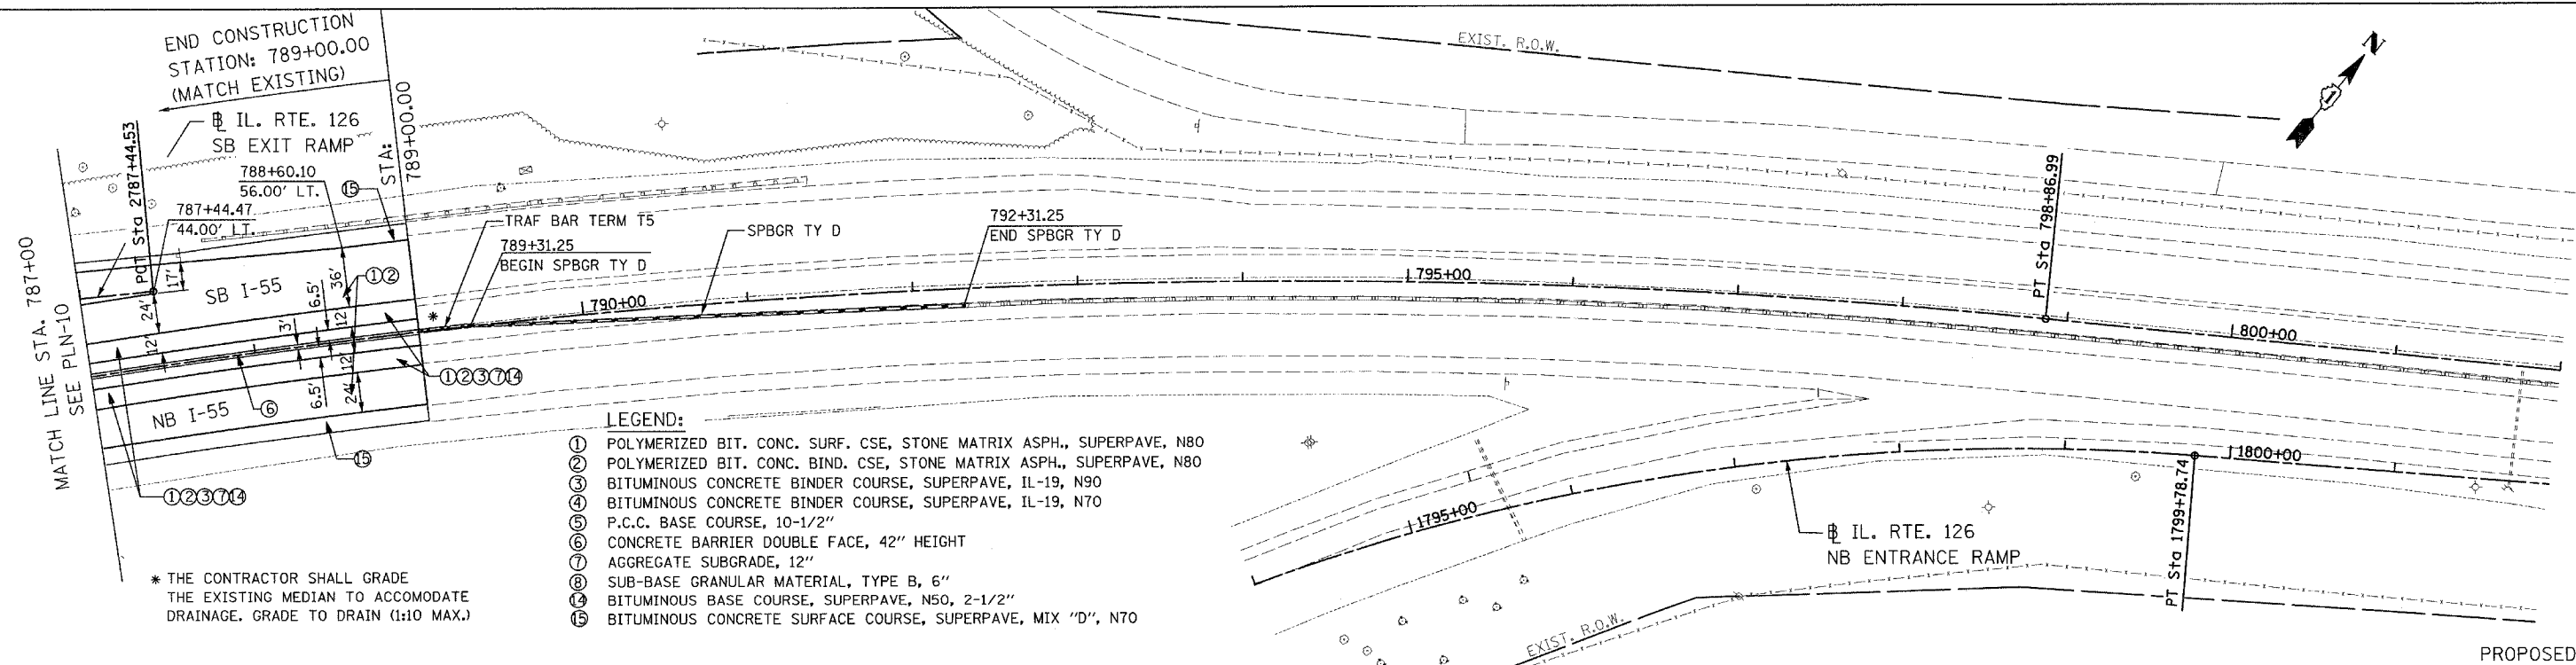 END CONSTRUCTION
STATION: 789+00.00
(MATCH EXISTING)
℄ IL. RTE. 126
SB EXIT RAMP
STA:
789+00.00
POT Sta 2787+44.53
788+60.10
56.00' LT.
787+44.47
44.00' LT.
⑮
MATCH LINE STA. 787+00
SEE PLN-10
17'
24'
12'
SB I-55
3'
6.5'
36'
12'
①②
*
12'
6.5'
24'
NB I-55
⑥
①②③⑦⑭
⑮
①②③⑦⑭
TRAF BAR TERM T5
789+31.25
BEGIN SPBGR TY D
SPBGR TY D
792+31.25
END SPBGR TY D
790+00
795+00
800+00
EXIST. R.O.W.
N
PT Sta 798+86.99
1795+00
1800+00
PT Sta 1799+78.74
℄ IL. RTE. 126
NB ENTRANCE RAMP
EXIST. R.O.W.
LEGEND:
① POLYMERIZED BIT. CONC. SURF. CSE, STONE MATRIX ASPH., SUPERPAVE, N80
② POLYMERIZED BIT. CONC. BIND. CSE, STONE MATRIX ASPH., SUPERPAVE, N80
③ BITUMINOUS CONCRETE BINDER COURSE, SUPERPAVE, IL-19, N90
④ BITUMINOUS CONCRETE BINDER COURSE, SUPERPAVE, IL-19, N70
⑤ P.C.C. BASE COURSE, 10-1/2"
⑥ CONCRETE BARRIER DOUBLE FACE, 42" HEIGHT
⑦ AGGREGATE SUBGRADE, 12"
⑧ SUB-BASE GRANULAR MATERIAL, TYPE B, 6"
⑭ BITUMINOUS BASE COURSE, SUPERPAVE, N50, 2-1/2"
⑮ BITUMINOUS CONCRETE SURFACE COURSE, SUPERPAVE, MIX "D", N70
* THE CONTRACTOR SHALL GRADE
THE EXISTING MEDIAN TO ACCOMODATE
DRAINAGE. GRADE TO DRAIN (1:10 MAX.)
PROPOSED